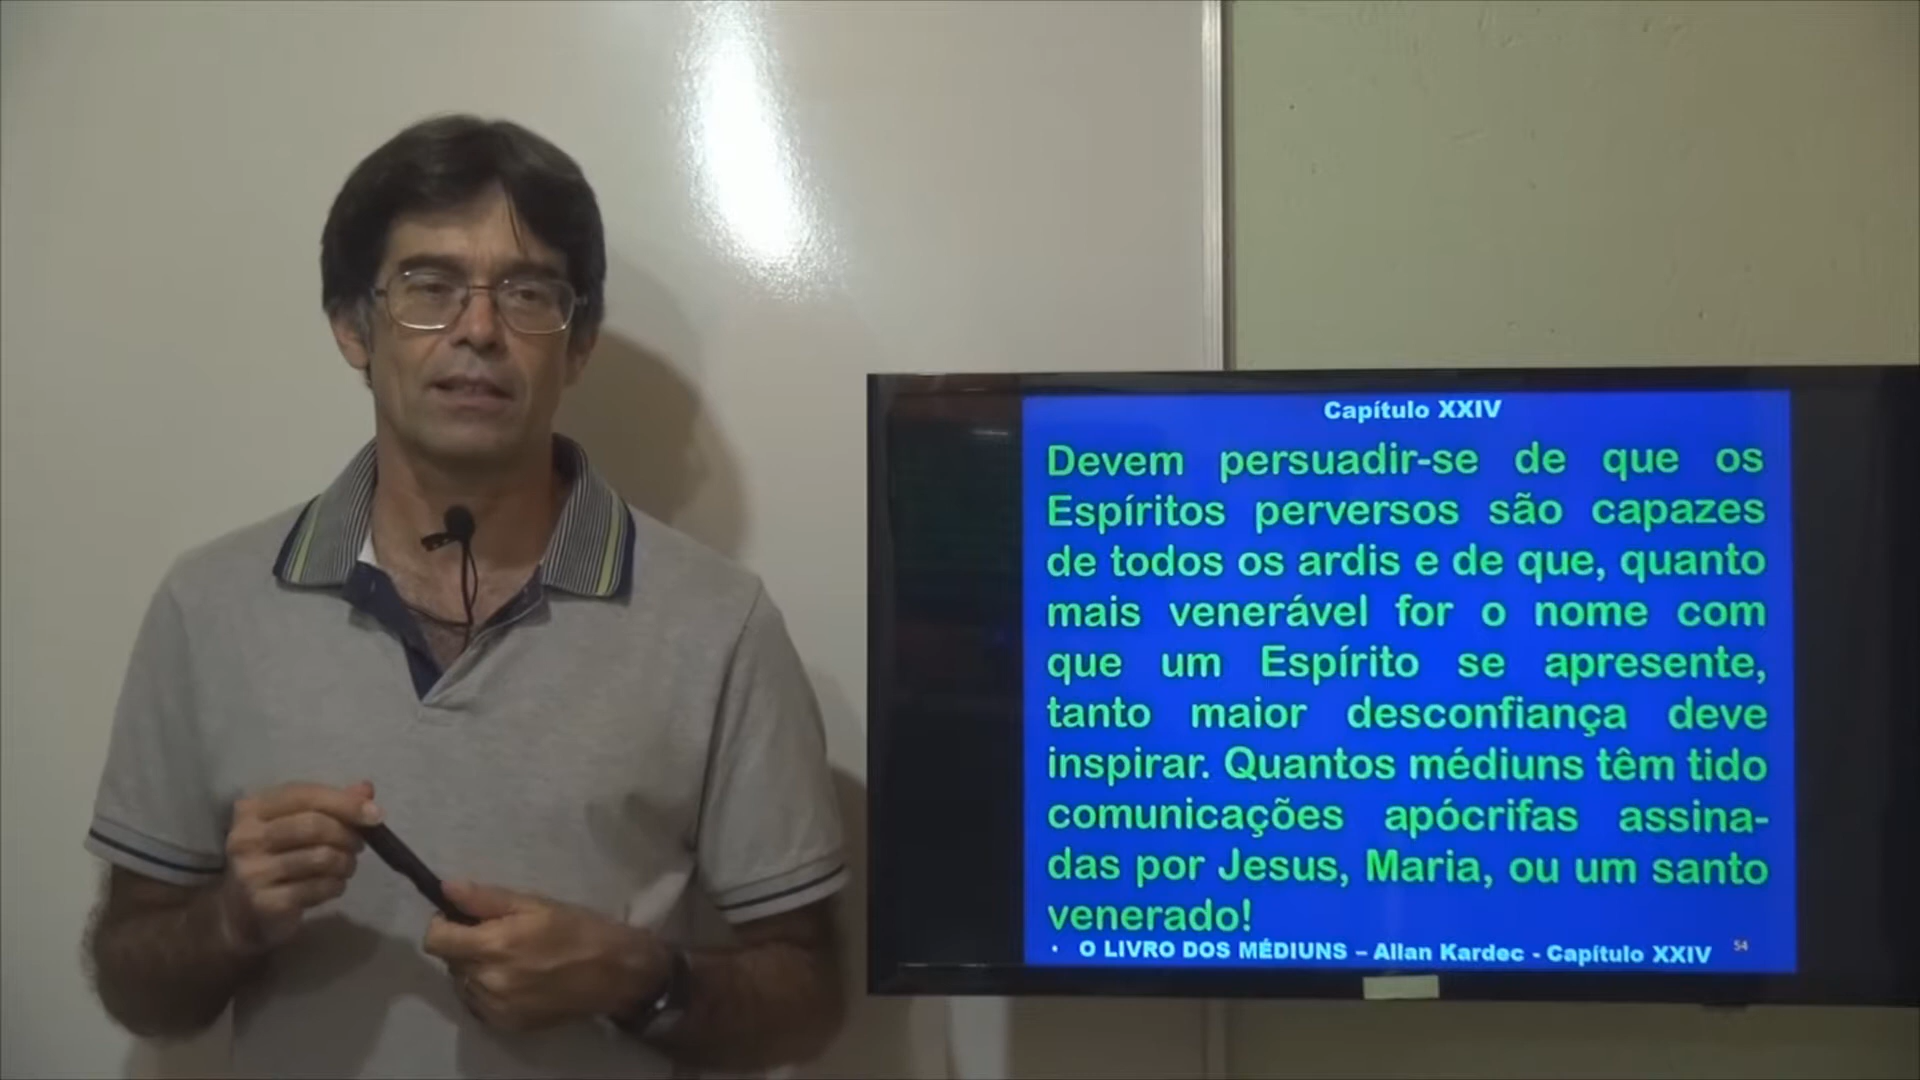 Capítulo XXIV
Devem persuadir-se de que os
Espíritos perversos são capazes
de todos os ardis e de que, quanto
mais venerável for o nome com
que um Espírito se apresente,
tanto maior desconfiança deve
inspirar. Quantos médiuns têm tido
comunicações apócrifas assina-
das por Jesus, Maria, ou um santo
venerado!
• O LIVRO DOS MÉDIUNS – Allan Kardec - Capítulo XXIV 54